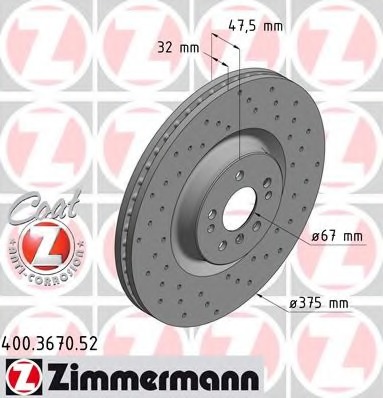 47,5 mm
32 mm
Coat
Z
ANTI-CORROSION
ø67 mm
ø375 mm
400.3670.52
Z Zimmermann